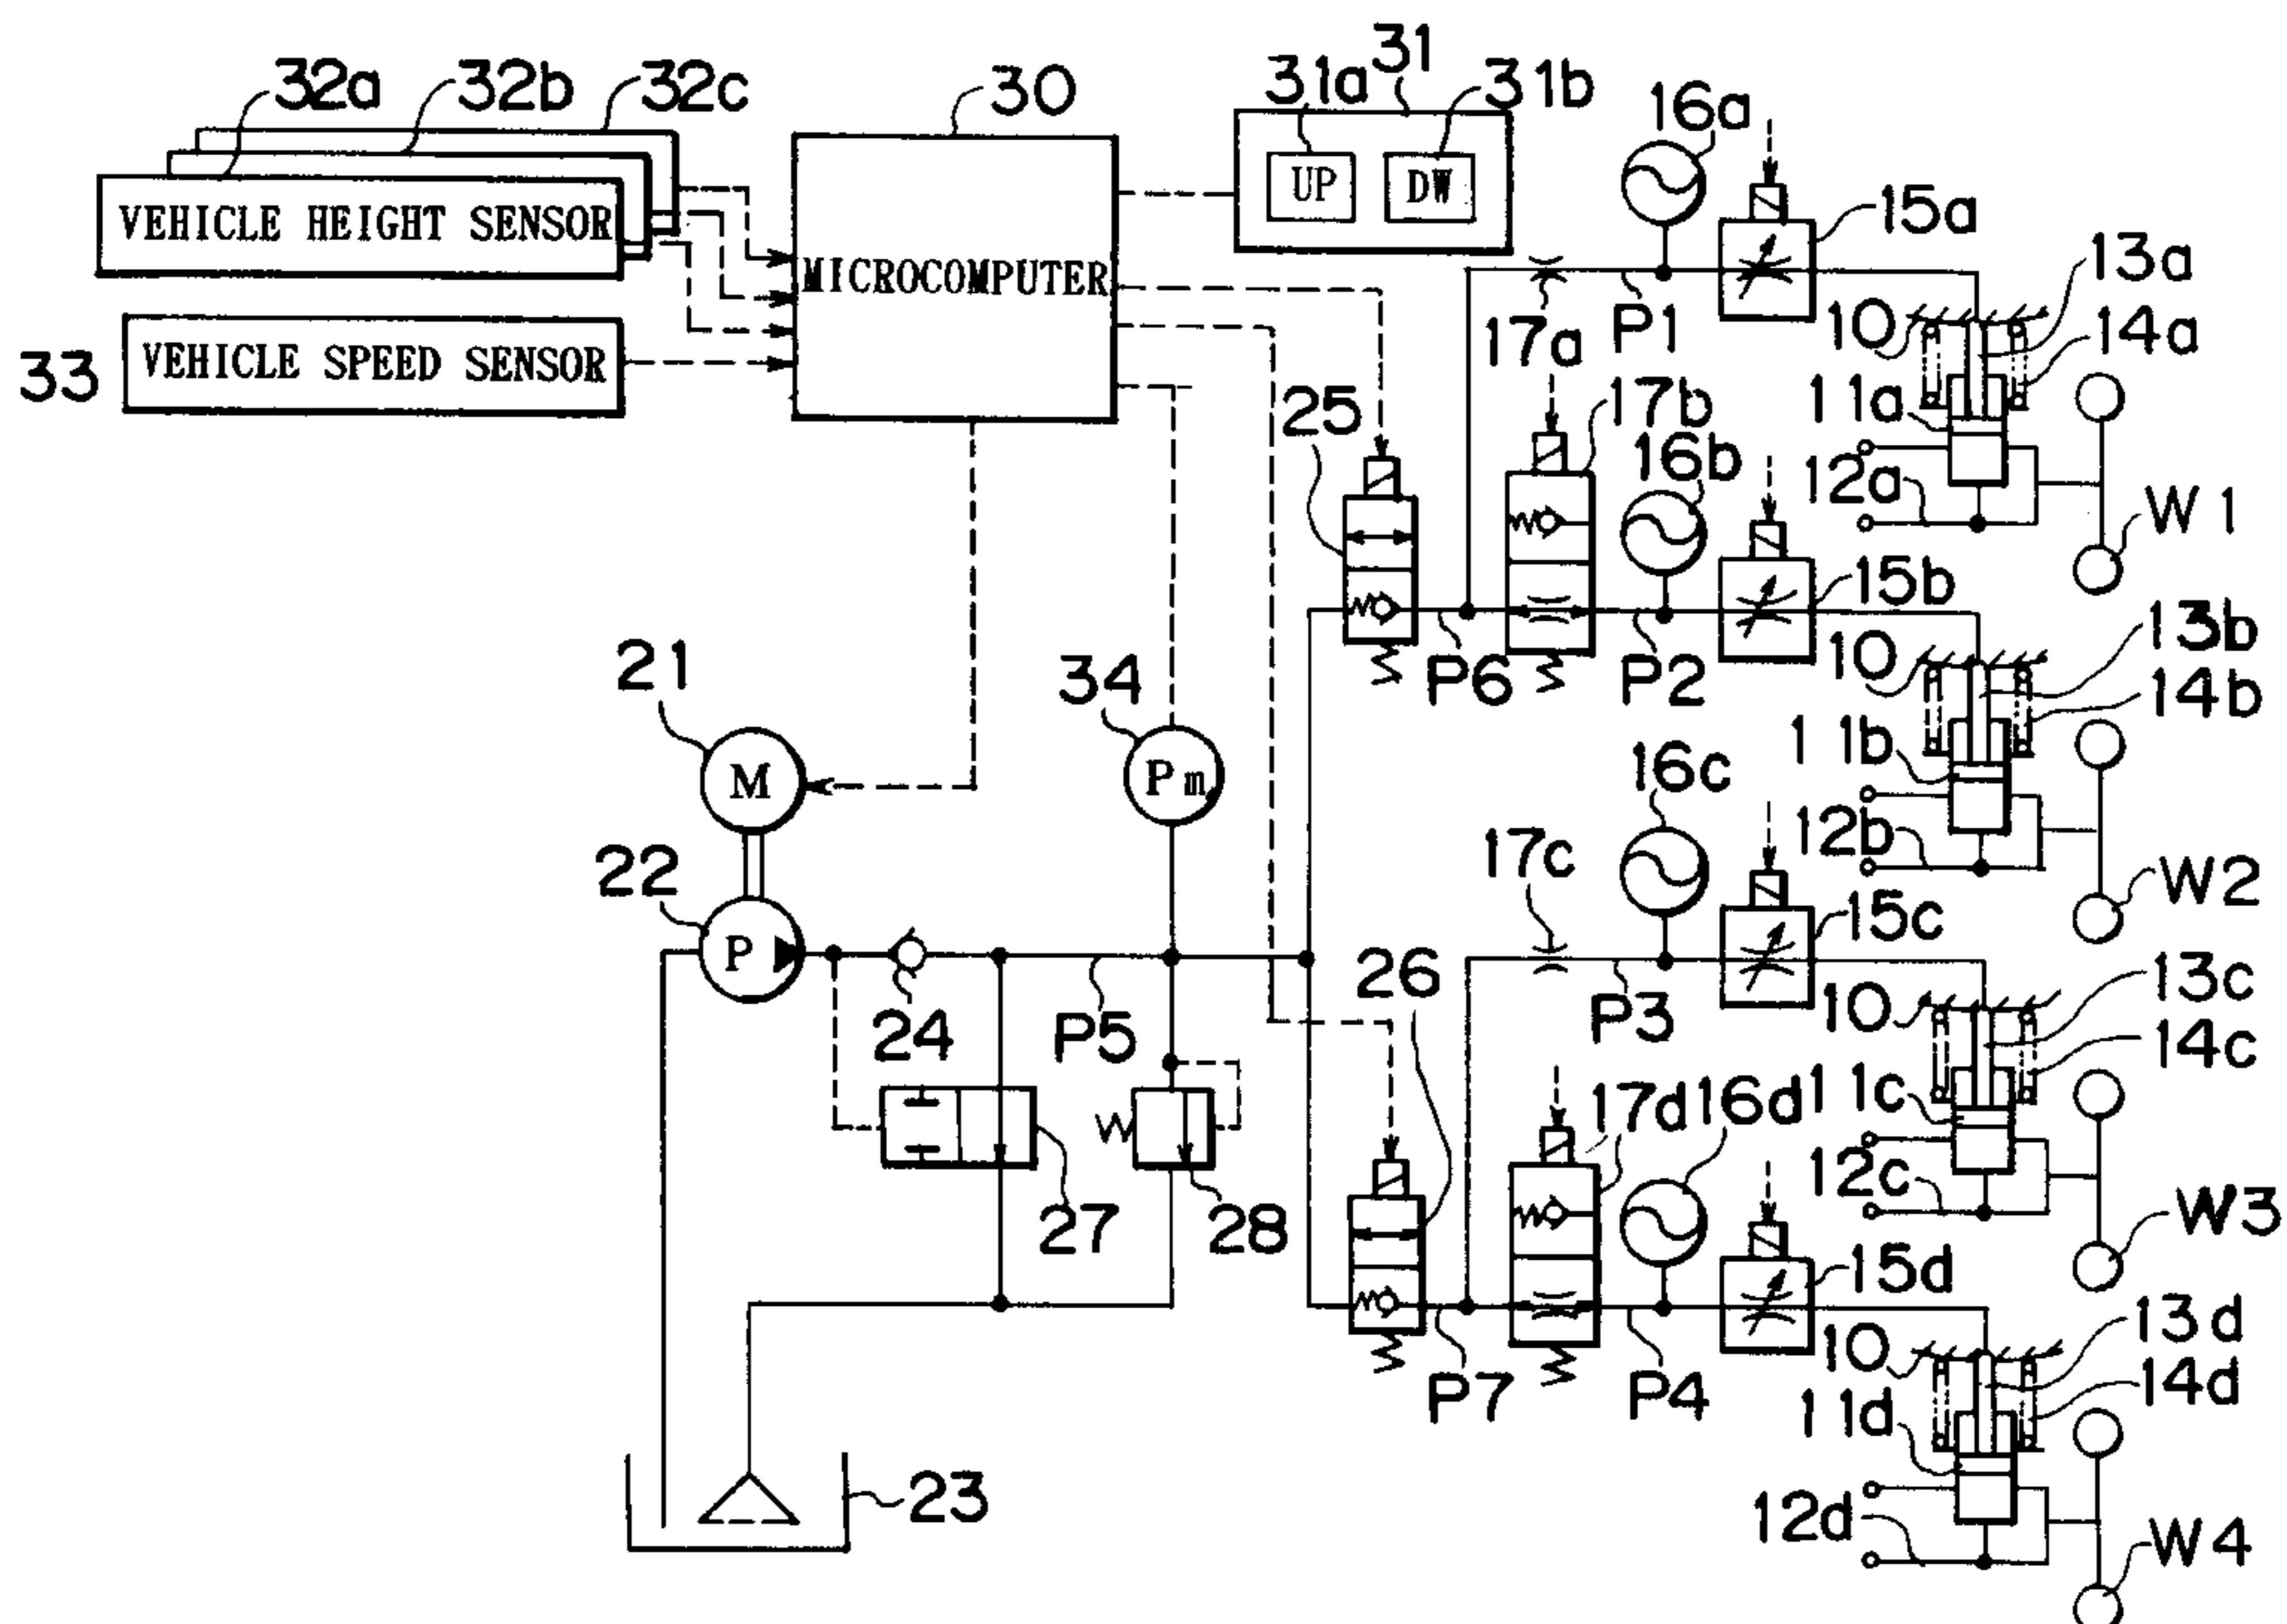 32a
32b
32c
30
31a
31
31b
16a
UP
DW
VEHICLE HEIGHT SENSOR
MICROCOMPUTER
15a
13a
17a
P1
10
14a
33
VEHICLE SPEED SENSOR
25
17b
11a
16b
12a
W1
15b
21
34
P6
P2
10
13b
14b
M
Pm
16c
11b
12b
22
17c
15c
W2
P
24
P5
26
P3
10
13c
14c
17d
16d
11c
27
28
12c
W3
15d
P7
P4
10
13d
14d
11d
23
12d
W4